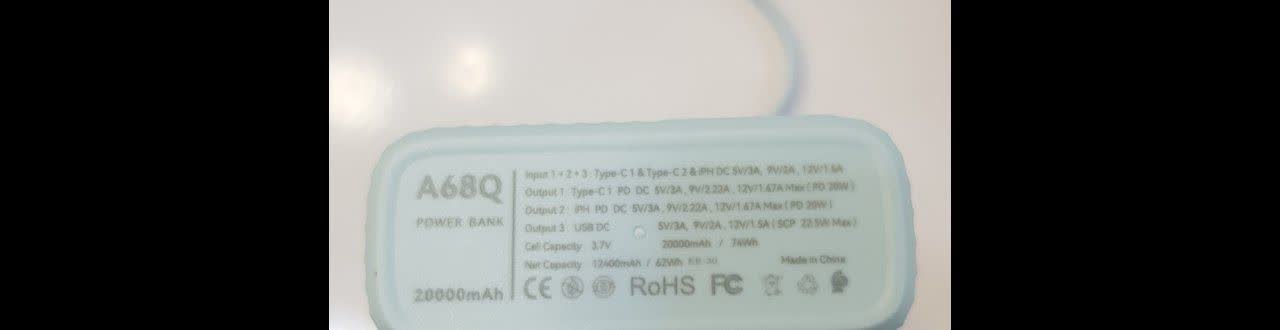 A68Q
POWER BANK
20000mAh
Input 1 + 2 + 3 : Type-C 1 & Type-C 2 & iPH DC 5V/3A, 9V/2A , 12V/1.5A
Output 1 : Type-C 1 PD DC 5V/3A , 9V/2.22A , 12V/1.67A Max ( PD 20W )
Output 2 : iPH PD DC 5V/3A , 9V/2.22A , 12V/1.67A Max ( PD 20W )
Output 3 : USB DC 5V/3A, 9V/2A , 12V/1.5A ( SCP 22.5W Max )
Cell Capacity 3.7V 20000mAh / 74Wh
Net Capacity 12400mAh / 62Wh Made in China
CE RoHS FC